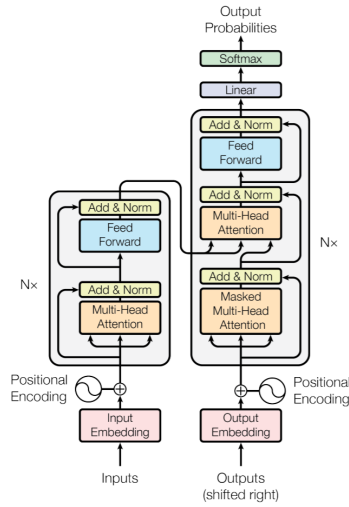 Output
Probabilities
Softmax
Linear
Add & Norm
Feed
Forward
Add & Norm
Multi-Head
Attention
Add & Norm
Masked
Multi-Head
Attention
N×
Add & Norm
Feed
Forward
N×
Add & Norm
Multi-Head
Attention
Positional
Encoding
Positional
Encoding
Input
Embedding
Output
Embedding
Inputs
Outputs
(shifted right)